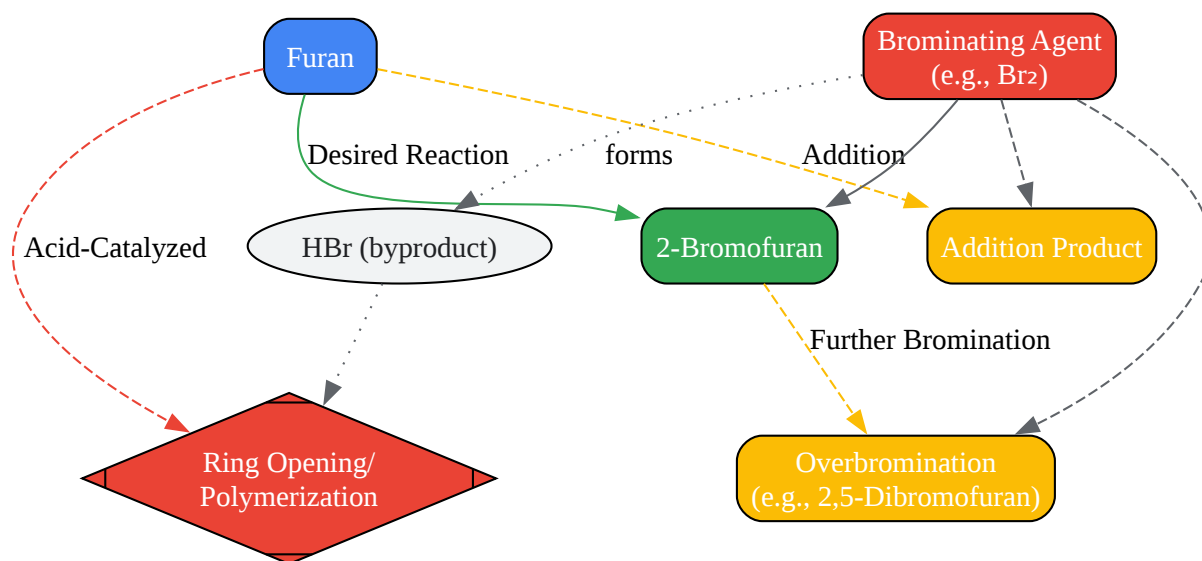 Furan
Brominating Agent
(e.g., Br₂)
Desired Reaction
forms
Addition
Acid-Catalyzed
HBr (byproduct)
2-Bromofuran
Addition Product
Further Bromination
Ring Opening/
Polymerization
Overbromination
(e.g., 2,5-Dibromofuran)